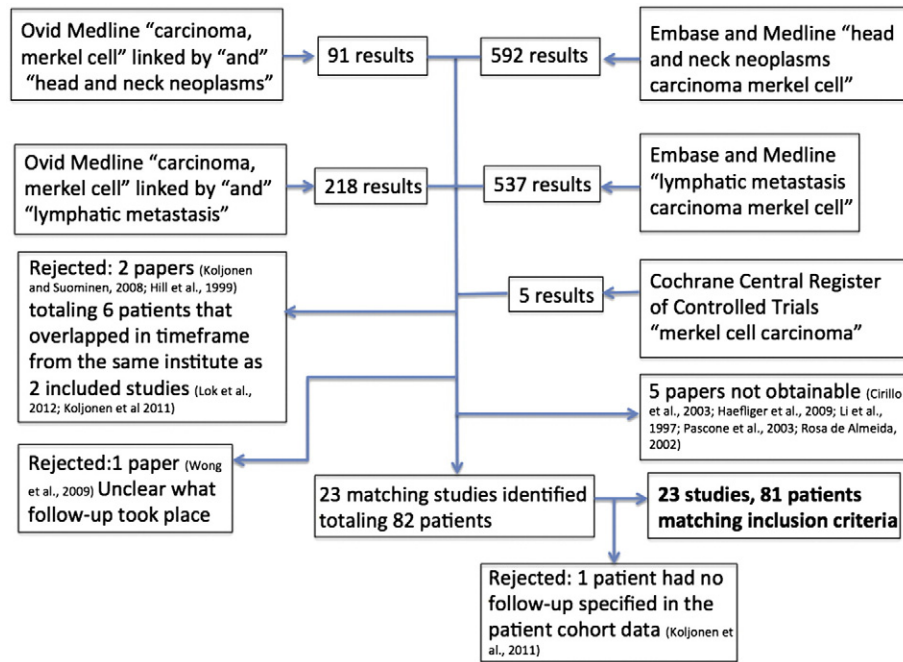 Ovid Medline “carcinoma,
merkel cell” linked by “and”
“head and neck neoplasms”
91 results
592 results
Embase and Medline “head
and neck neoplasms
carcinoma merkel cell”
Ovid Medline “carcinoma,
merkel cell” linked by “and”
“lymphatic metastasis”
218 results
537 results
Embase and Medline
“lymphatic metastasis
carcinoma merkel cell”
Rejected: 2 papers (Koljonen
and Suominen, 2008; Hill et al., 1999)
totaling 6 patients that
overlapped in timeframe
from the same institute as
2 included studies (Lok et al.,
2012; Koljonen et al 2011)
5 results
Cochrane Central Register
of Controlled Trials
“merkel cell carcinoma”
5 papers not obtainable (Cirillo
et al., 2003; Haefliger et al., 2009; Li et al.,
1997; Pascone et al., 2003; Rosa de Almeida,
2002)
Rejected:1 paper (Wong
et al., 2009) Unclear what
follow-up took place
23 matching studies identified
totaling 82 patients
23 studies, 81 patients
matching inclusion criteria
Rejected: 1 patient had no
follow-up specified in the
patient cohort data (Koljonen et
al., 2011)